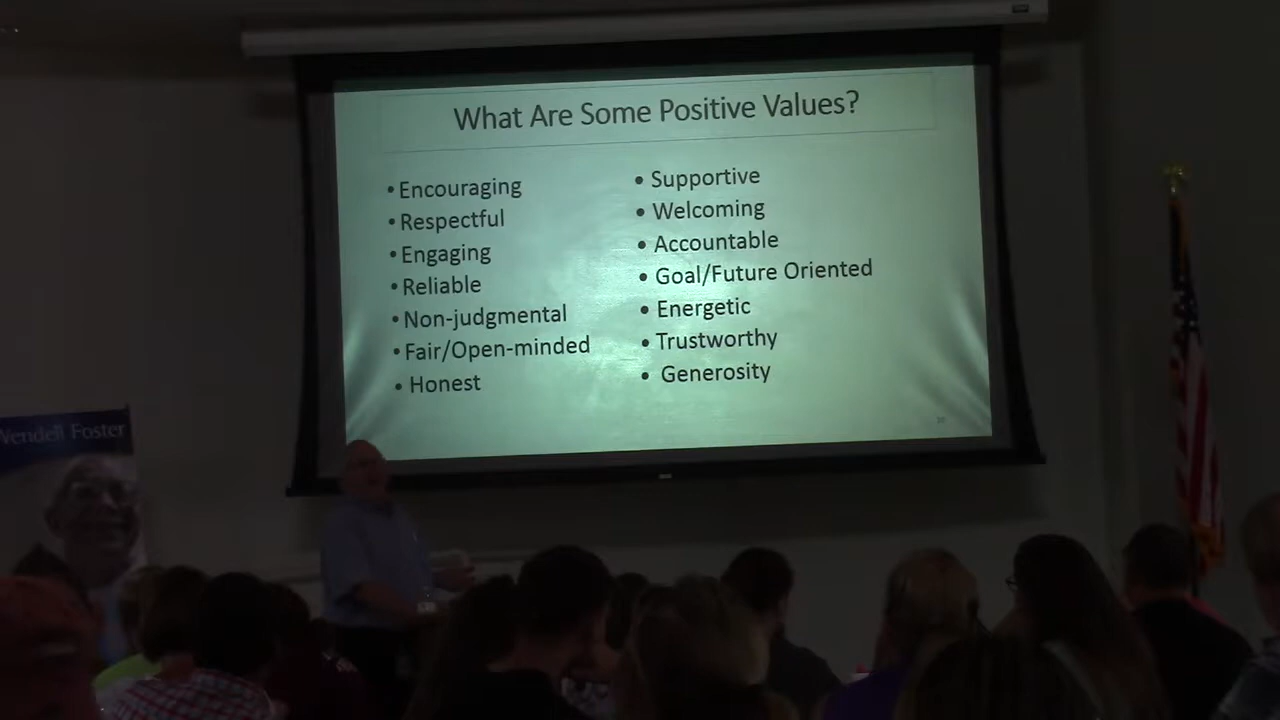 What Are Some Positive Values?
• Encouraging
• Respectful
• Engaging
• Reliable
• Non-judgmental
• Fair/Open-minded
• Honest
• Supportive
• Welcoming
• Accountable
• Goal/Future Oriented
• Energetic
• Trustworthy
• Generosity
Wendell Foster